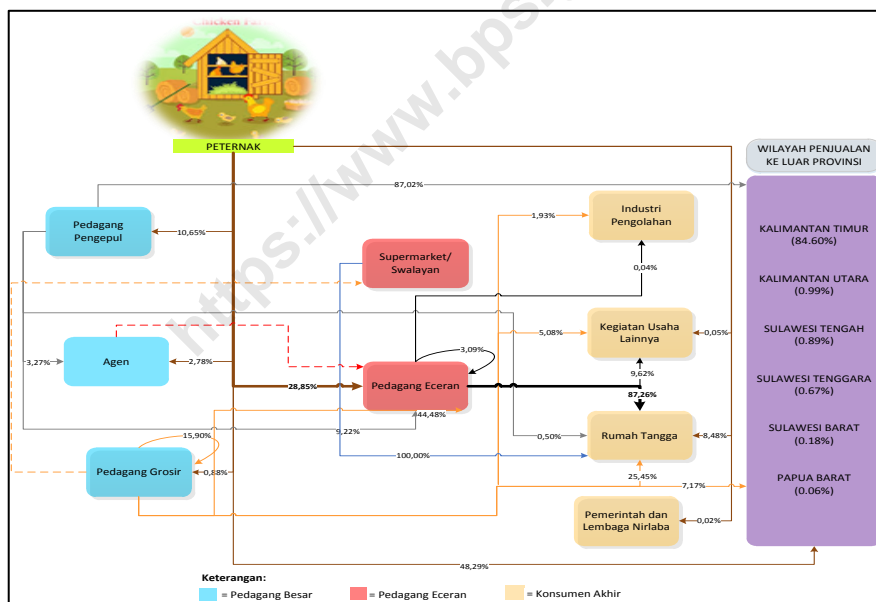 Chicken Farm
https://www.bps.
PETERNAK
WILAYAH PENJUALAN
KE LUAR PROVINSI
87,02%
Pedagang
Pengepul
10,65%
Industri
Pengolahan
1,93%
Supermarket/
Swalayan
0,04%
KALIMANTAN TIMUR
(84.60%)
KALIMANTAN UTARA
(0.99%)
Kegiatan Usaha
Lainnya
5,08%
0,05%
SULAWESI TENGAH
(0.89%)
3,09%
3,27%
Agen
2,78%
Pedagang Eceran
28,85%
9,62%
87,26%
SULAWESI TENGGARA
(0.67%)
44,48%
9,22%
15,90%
0,50%
Rumah Tangga
8,48%
SULAWESI BARAT
(0.18%)
Pedagang Grosir
0,88%
100,00%
25,45%
7,17%
PAPUA BARAT
(0.06%)
Pemerintah dan
Lembaga Nirlaba
0,02%
48,29%
Keterangan:
= Pedagang Besar
= Pedagang Eceran
= Konsumen Akhir